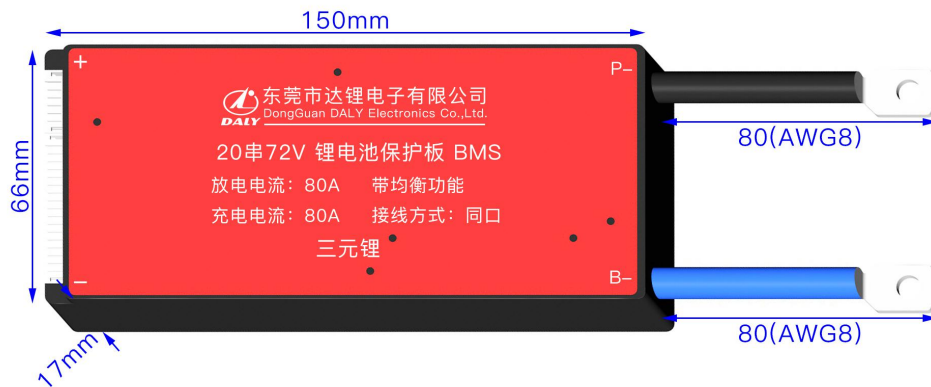 150mm
+
P-
DALY
东莞市达锂电子有限公司
DongGuan DALY Electronics Co.,Ltd.
20串72V 锂电池保护板 BMS
放电电流：80A 带均衡功能
充电电流：80A 接线方式：同口
三元锂
-
B-
66mm
17mm
80(AWG8)
80(AWG8)